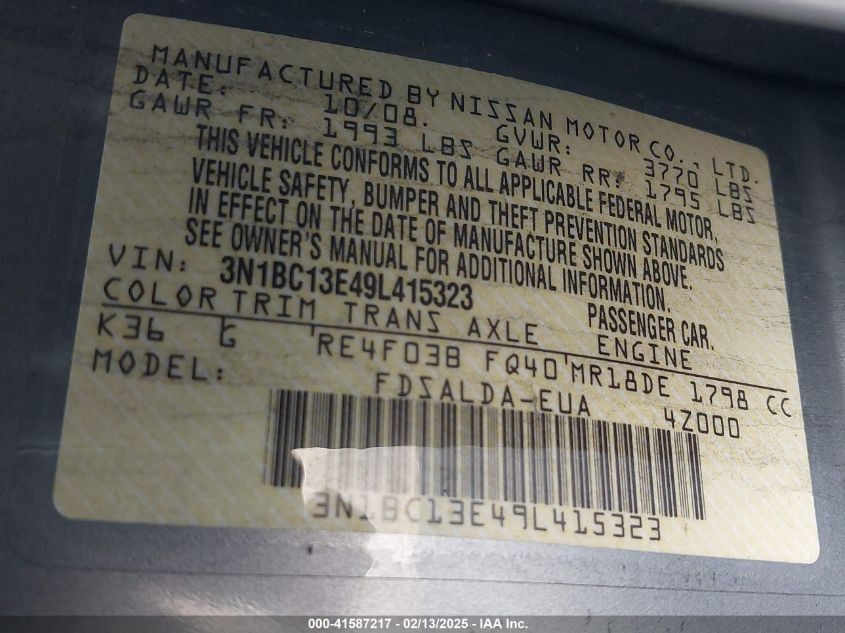 MANUFACTURED BY NISSAN MOTOR CO., LTD.
DATE: 10/08. GVWR: 3770 LBS
GAWR FR: 1993 LBS GAWR RR: 1795 LBS
THIS VEHICLE CONFORMS TO ALL APPLICABLE FEDERAL MOTOR,
VEHICLE SAFETY, BUMPER AND THEFT PREVENTION STANDARDS
IN EFFECT ON THE DATE OF MANUFACTURE SHOWN ABOVE.
SEE OWNER'S MANUAL FOR ADDITIONAL INFORMATION.
VIN: 3N1BC13E49L415323 PASSENGER CAR.
COLOR TRIM TRANS AXLE ENGINE
K36 G RE4F03B FQ40 MR18DE 1798 CC
MODEL: FDSALDA-EUA 4Z000
3N1BC13E49L415323
000-41587217 - 02/13/2025 - IAA Inc.